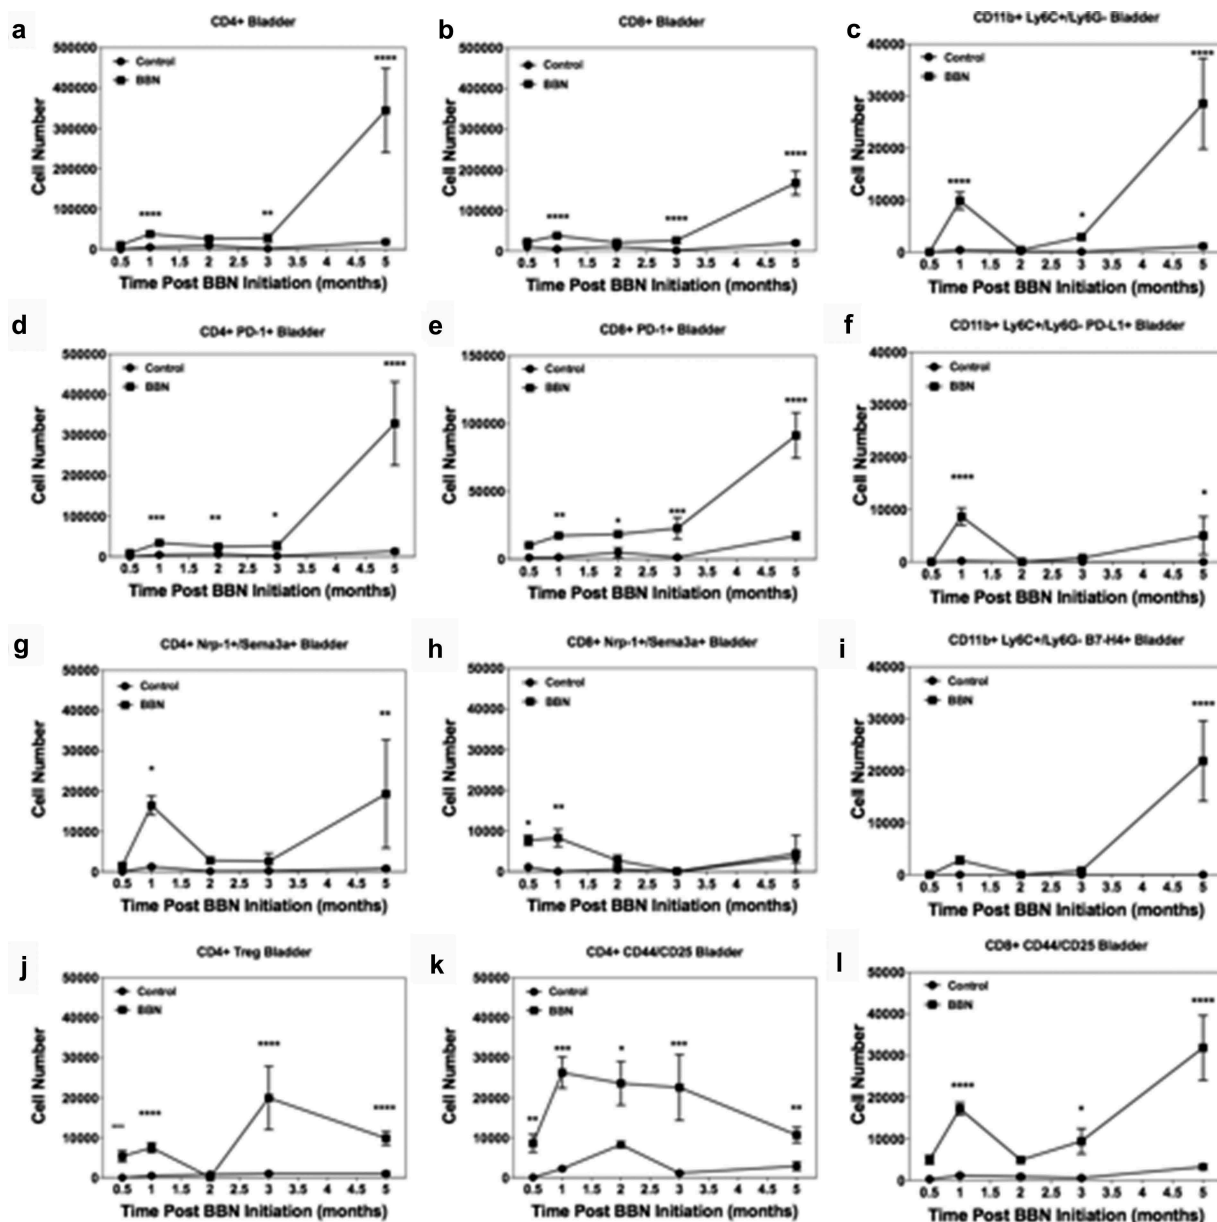 a
CD4+ Bladder
500000
400000
300000
200000
100000
0
Cell Number
Control
BBN
****
**
****
0.5 1 1.5 2 2.5 3 3.5 4.5 5
Time Post BBN Initiation (months)
b
CD8+ Bladder
500000
400000
300000
200000
100000
0
Cell Number
Control
BBN
****
****
****
0.5 1 1.5 2 2.5 3 3.5 4.5 5
Time Post BBN Initiation (months)
c
CD11b+ Ly6C+/Ly6G- Bladder
40000
30000
20000
10000
0
Cell Number
Control
BBN
****
*
****
0.5 1 1.5 2 2.5 3 3.5 4.5 5
Time Post BBN Initiation (months)
d
CD4+ PD-1+ Bladder
500000
400000
300000
200000
100000
0
Cell Number
Control
BBN
***
**
*
****
0.5 1 1.5 2 2.5 3 3.5 4.5 5
Time Post BBN Initiation (months)
e
CD8+ PD-1+ Bladder
150000
100000
50000
0
Cell Number
Control
BBN
**
*
***
****
0.5 1 1.5 2 2.5 3 3.5 4.5 5
Time Post BBN Initiation (months)
f
CD11b+ Ly6C+/Ly6G- PD-L1+ Bladder
40000
30000
20000
10000
0
Cell Number
Control
BBN
****
*
0.5 1 1.5 2 2.5 3 3.5 4.5 5
Time Post BBN Initiation (months)
g
CD4+ Nrp-1+/Sema3a+ Bladder
50000
40000
30000
20000
10000
0
Cell Number
Control
BBN
*
**
0.5 1 1.5 2 2.5 3 3.5 4.5 5
Time Post BBN Initiation (months)
h
CD8+ Nrp-1+/Sema3a+ Bladder
50000
40000
30000
20000
10000
0
Cell Number
Control
BBN
*
**
0.5 1 1.5 2 2.5 3 3.5 4.5 5
Time Post BBN Initiation (months)
i
CD11b+ Ly6C+/Ly6G- B7-H4+ Bladder
40000
30000
20000
10000
0
Cell Number
Control
BBN
****
0.5 1 1.5 2 2.5 3 3.5 4.5 5
Time Post BBN Initiation (months)
j
CD4+ Treg Bladder
50000
40000
30000
20000
10000
0
Cell Number
Control
BBN
****
****
****
0.5 1 1.5 2 2.5 3 3.5 4.5 5
Time Post BBN Initiation (months)
k
CD4+ CD44/CD25 Bladder
50000
40000
30000
20000
10000
0
Cell Number
Control
BBN
**
***
*
***
**
0.5 1 1.5 2 2.5 3 3.5 4.5 5
Time Post BBN Initiation (months)
l
CD8+ CD44/CD25 Bladder
50000
40000
30000
20000
10000
0
Cell Number
Control
BBN
****
*
****
0.5 1 1.5 2 2.5 3 3.5 4.5 5
Time Post BBN Initiation (months)